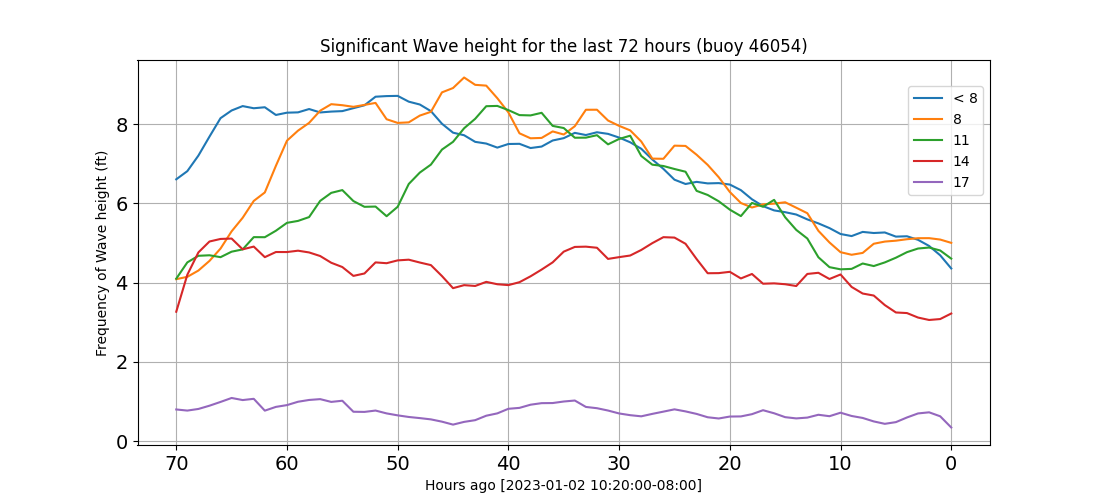 Significant Wave height for the last 72 hours (buoy 46054)
Frequency of Wave height (ft)
8
6
4
2
0
< 8
8
11
14
17
70 60 50 40 30 20 10 0
Hours ago [2023-01-02 10:20:00-08:00]